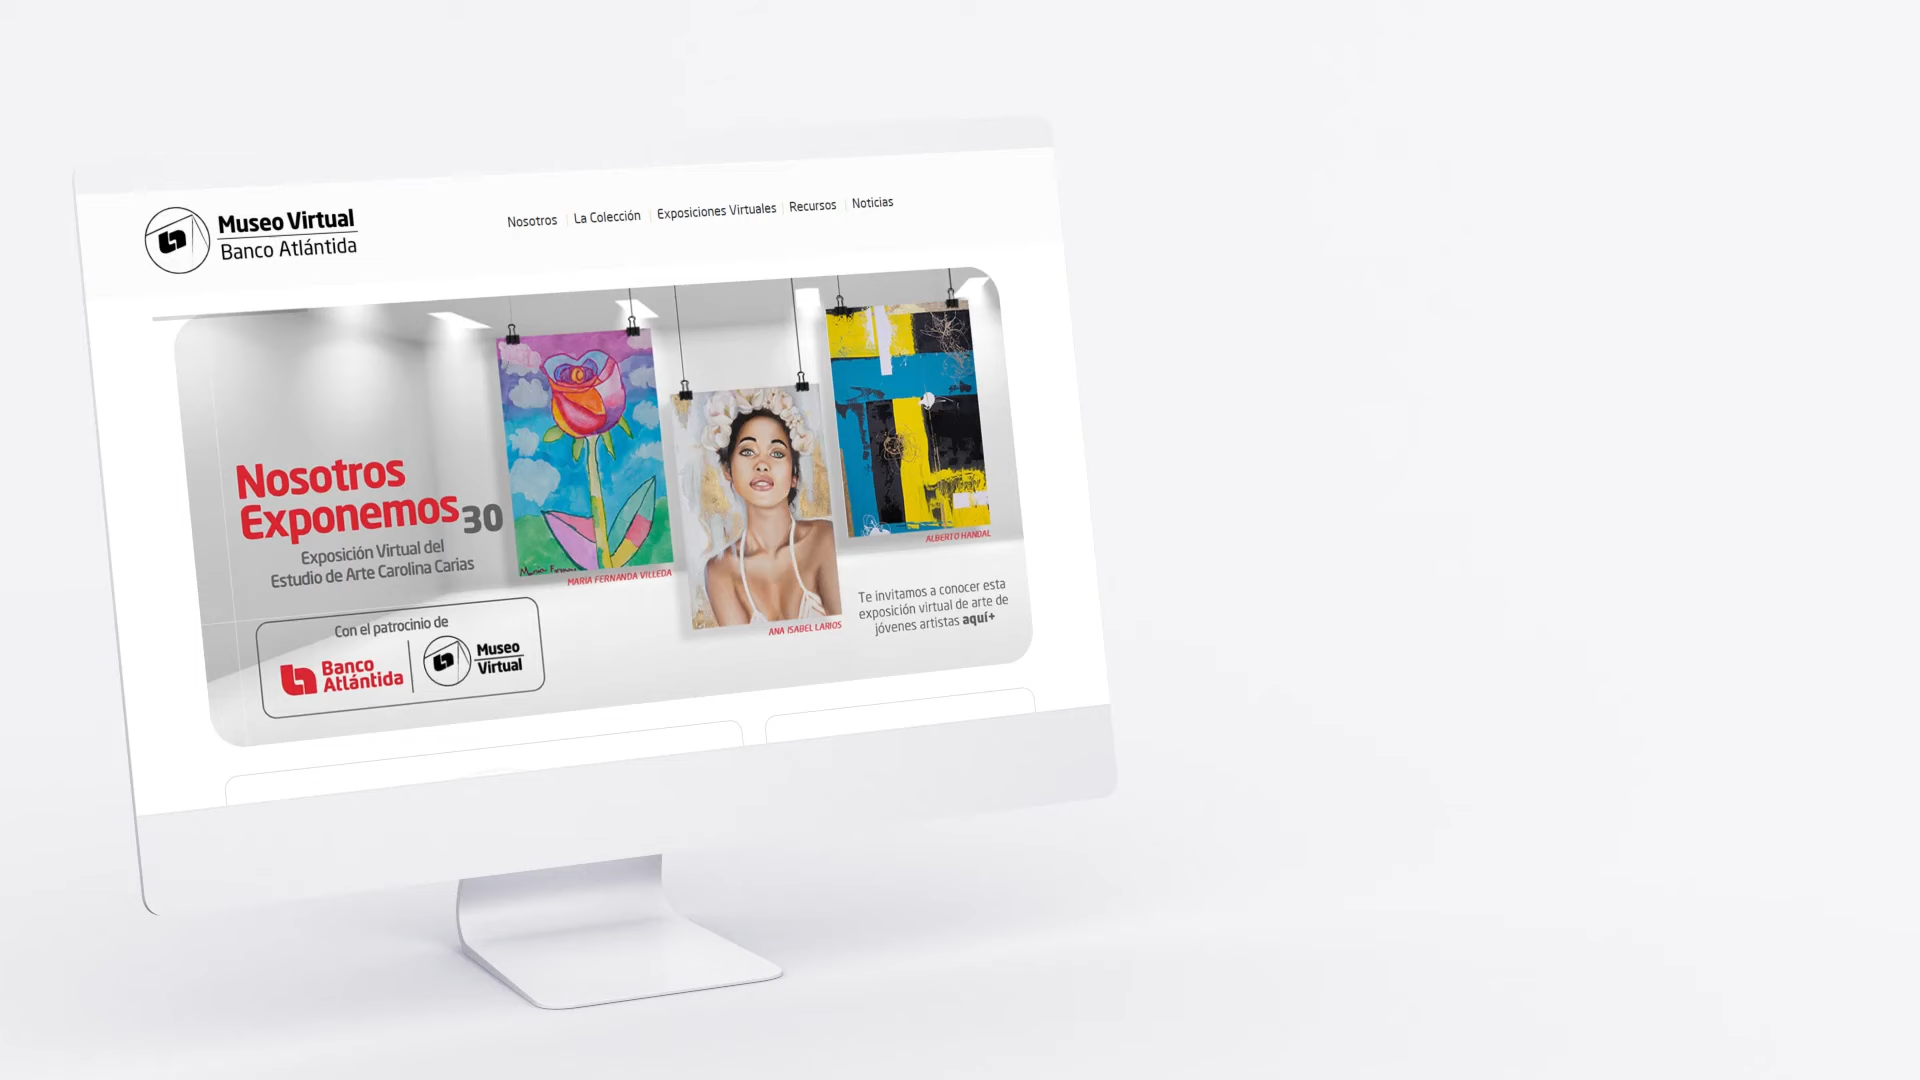 Museo Virtual
Banco Atlántida
Nosotros
La Colección
Exposiciones Virtuales
Recursos
Noticias
Nosotros
Exponemos 30
Exposición Virtual del
Estudio de Arte Carolina Carias
Con el patrocinio de
Banco
Atlántida
Museo
Virtual
MARIA FERNANDA VILLEDA
ANA ISABEL LARIOS
ALBERTO HANDAL
Te invitamos a conocer esta
exposición virtual de arte de
jóvenes artistas aquí+